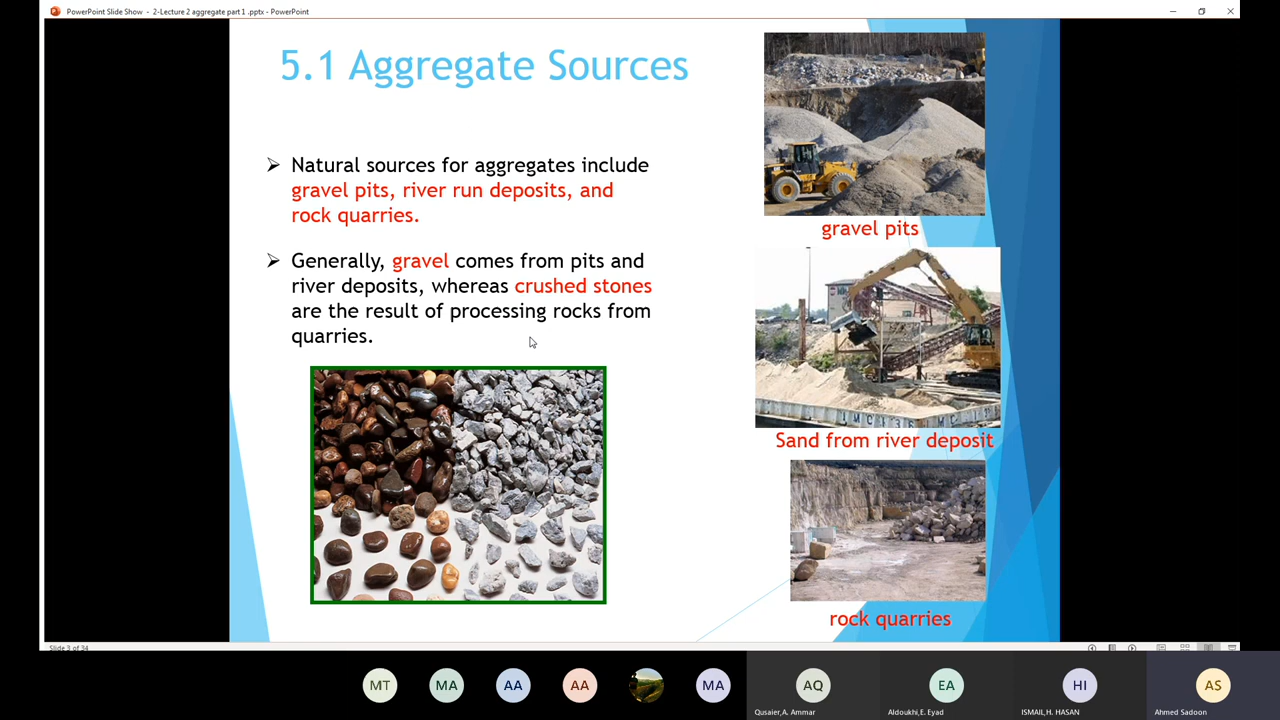 PowerPoint Slide Show - 2-Lecture 2 aggregate part 1 .pptx - PowerPoint
5.1 Aggregate Sources
Natural sources for aggregates include
gravel pits, river run deposits, and
rock quarries.
Generally, gravel comes from pits and
river deposits, whereas crushed stones
are the result of processing rocks from
quarries.
gravel pits
Sand from river deposit
rock quarries
Slide 3 of 34
MT
MA
AA
AA
MA
AQ
EA
HI
AS
Qusaier,A. Ammar
Aldoukhi,E. Eyad
ISMAIL,H. HASAN
Ahmed Sadoon